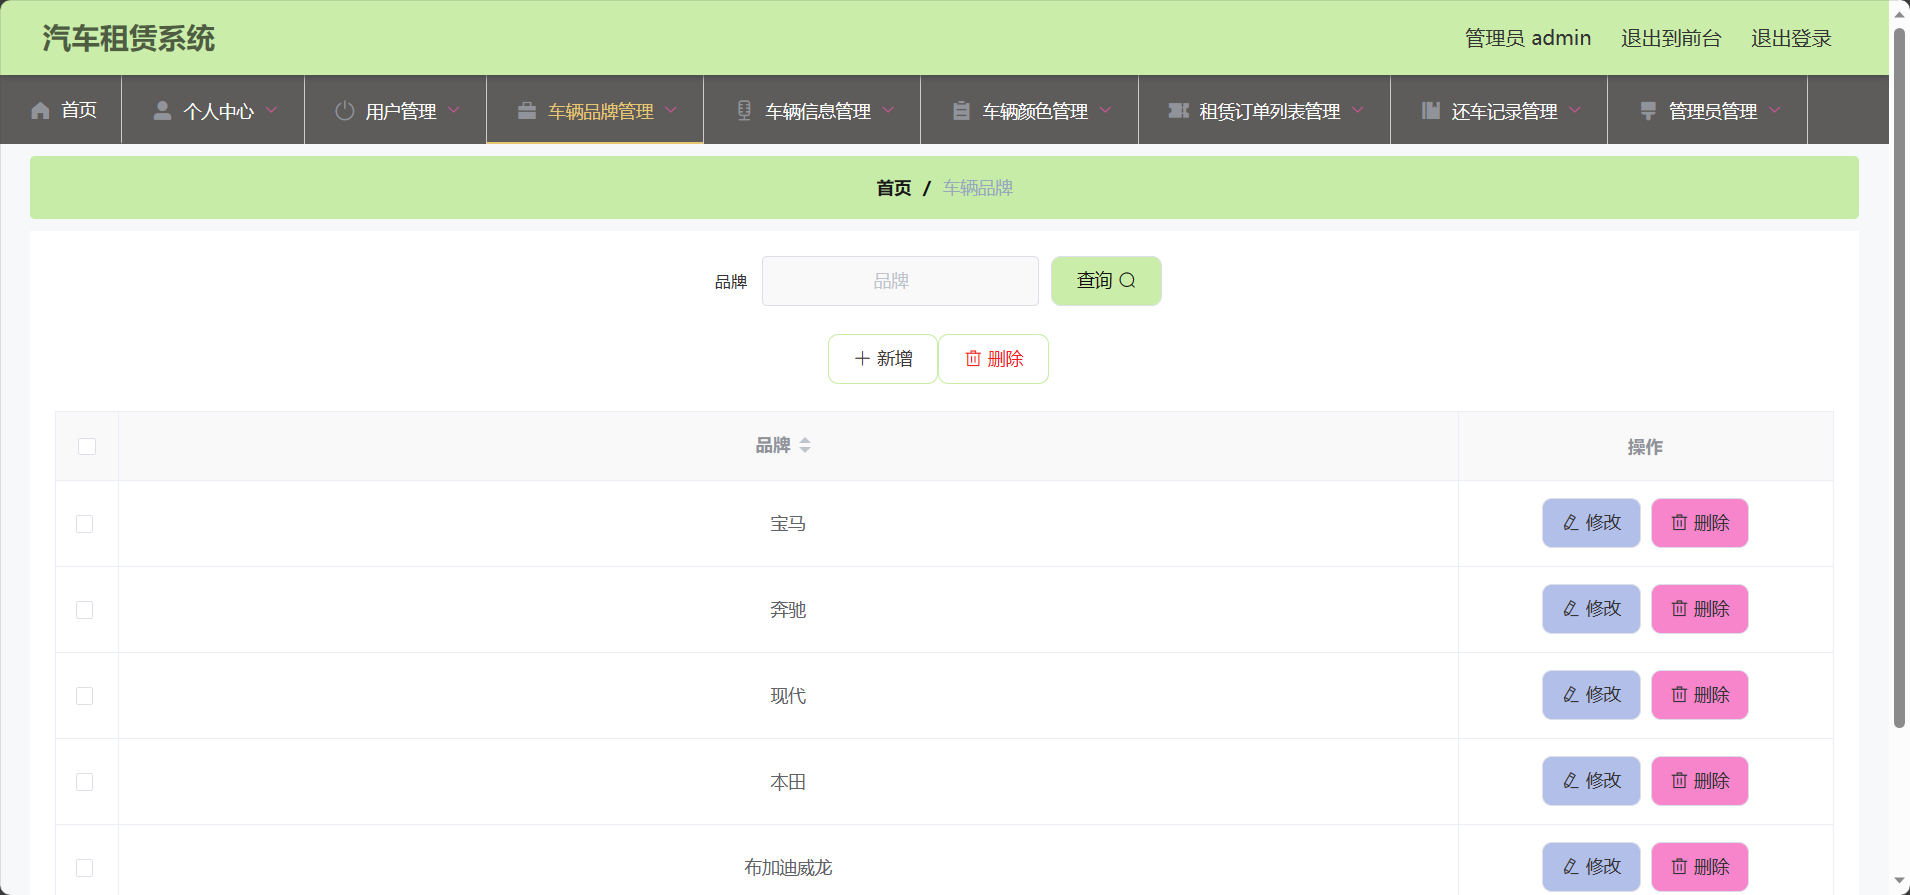 汽车租赁系统 管理员 admin 退出到前台 退出登录
首页 个人中心 用户管理 车辆品牌管理 车辆信息管理 车辆颜色管理 租赁订单列表管理 还车记录管理 管理员管理
首页 / 车辆品牌
品牌 品牌 查询
新增 删除
品牌 操作
宝马 修改 删除
奔驰 修改 删除
现代 修改 删除
本田 修改 删除
布加迪威龙 修改 删除